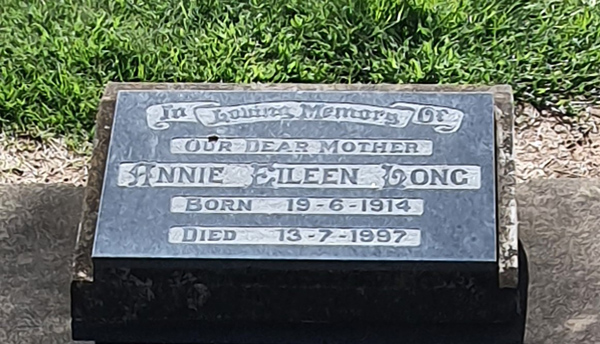 In Loving Memory Of
OUR DEAR MOTHER
ANNIE EILEEN LONG
BORN 19-6-1914
DIED 13-7-1997